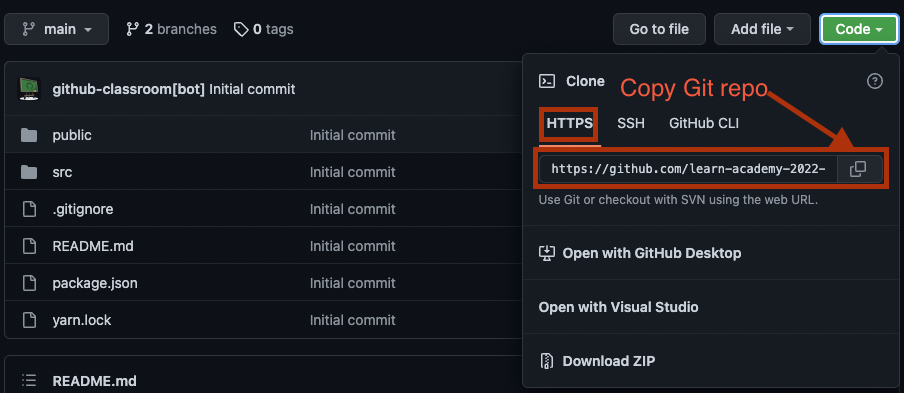 main
2 branches
0 tags
Go to file
Add file
Code
github-classroom[bot] Initial commit
public Initial commit
src Initial commit
.gitignore Initial commit
README.md Initial commit
package.json Initial commit
yarn.lock Initial commit
README.md
Clone
Copy Git repo
HTTPS SSH GitHub CLI
https://github.com/learn-academy-2022-
Use Git or checkout with SVN using the web URL.
Open with GitHub Desktop
Open with Visual Studio
Download ZIP